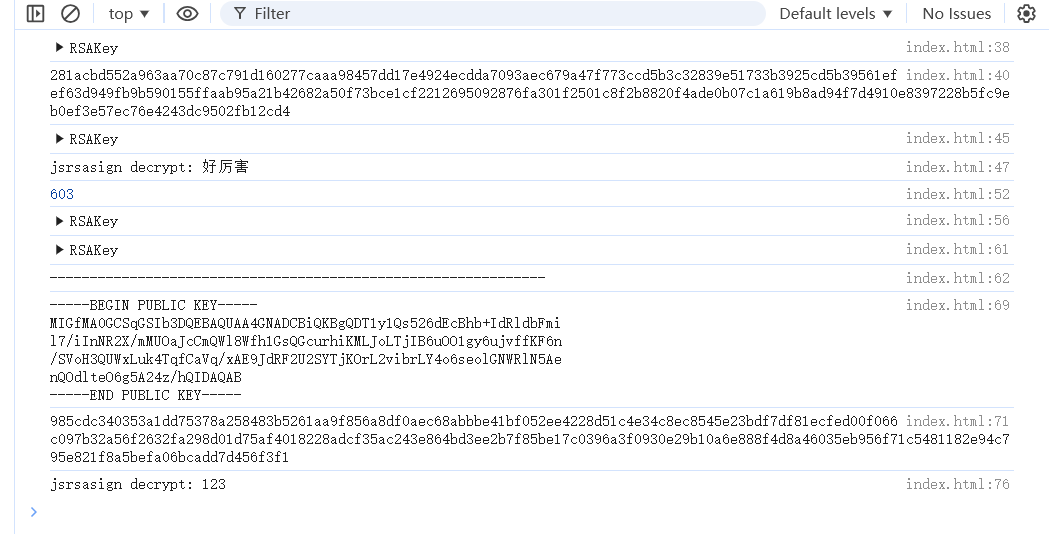 top ▼ Filter Default levels ▼ No Issues
▶ RSAKey index.html:38
281acbd552a963aa70c87c791d160277caaa98457dd17e4924ecdda7093aec679a47f773ccd5b3c32839e51733b3925cd5b39561ef index.html:40
ef63d949fb9b590155ffaab95a21b42682a50f73bce1cf2212695092876fa301f2501c8f2b8820f4ade0b07c1a619b8ad94f7d4910e8397228b5fc9e
b0ef3e57ec76e4243dc9502fb12cd4
▶ RSAKey index.html:45
jsrsasign decrypt: 好厉害 index.html:47
603 index.html:52
▶ RSAKey index.html:56
▶ RSAKey index.html:61
-------------------------------------------------------------- index.html:62
-----BEGIN PUBLIC KEY----- index.html:69
MIGfMA0GCSqGSIb3DQEBAQUAA4GNADCBiQKBgQDT1y1Qs526dEcBhb+IdRldbFmi
l7/iInNR2X/mMUOaJcCmQWl8Wfh1GsQGcurhiKMLJoLTjIB6uOO1gy6ujvffKF6n
/SVoH3QUWxLuk4TqfCaVq/xAE9JdRF2U2SYTjKOrL2vibrLY4o6seolGNWRlN5Ae
nQOdlteO6g5A24z/hQIDAQAB
-----END PUBLIC KEY-----
985cdc340353a1dd75378a258483b5261aa9f856a8df0aec68abbbe41bf052ee4228d51c4e34c8ec8545e23bdf7df81ecfed00f066 index.html:71
c097b32a56f2632fa298d01d75af4018228adcf35ac243e864bd3ee2b7f85be17c0396a3f0930e29b10a6e888f4d8a46035eb956f71c5481182e94c7
95e821f8a5befa06bcadd7d456f3f1
jsrsasign decrypt: 123 index.html:76